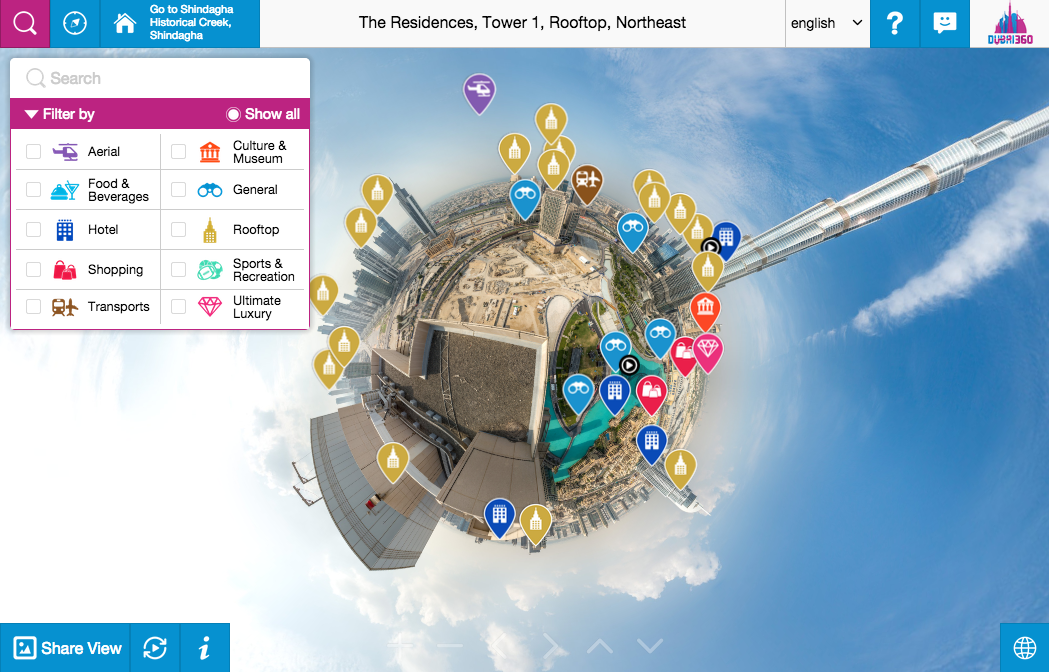 Go to Shindagha
Historical Creek,
Shindagha
The Residences, Tower 1, Rooftop, Northeast
english
?
DUBAI360
Search
Filter by
Show all
Aerial
Culture &
Museum
Food &
Beverages
General
Hotel
Rooftop
Shopping
Sports &
Recreation
Transports
Ultimate
Luxury
Share View
i